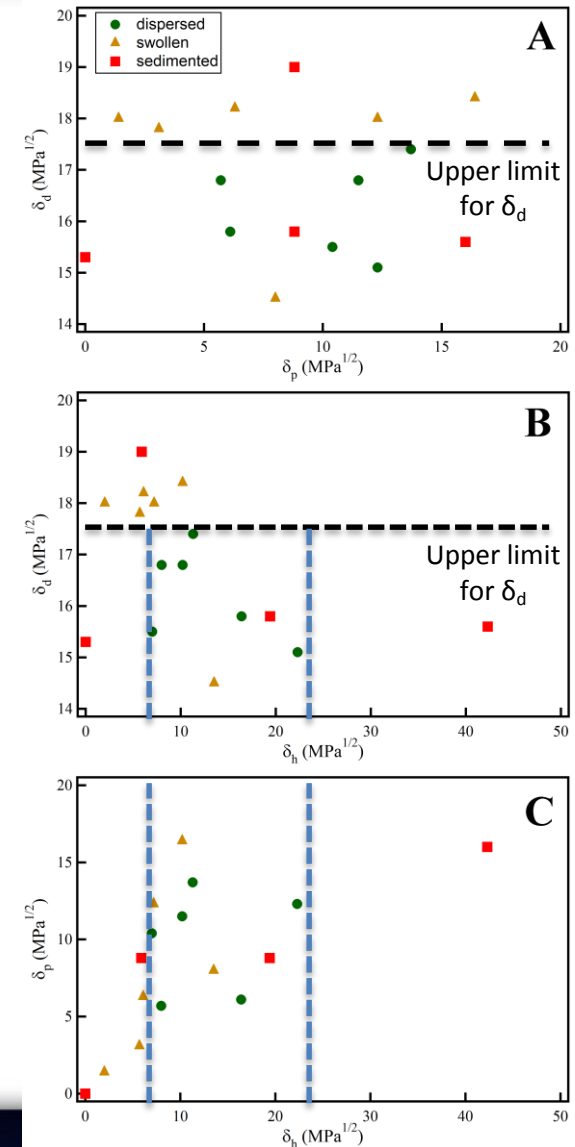 A
dispersed
swollen
sedimented
20
19
18
17
16
15
14
δd (MPa1/2)
Upper limit
for δd
0 5 10 15 20
δp (MPa1/2)
B
20
19
18
17
16
15
14
δd (MPa1/2)
Upper limit
for δd
0 10 20 30 40 50
δh (MPa1/2)
C
20
15
10
5
0
δp (MPa1/2)
0 10 20 30 40 50
δh (MPa1/2)